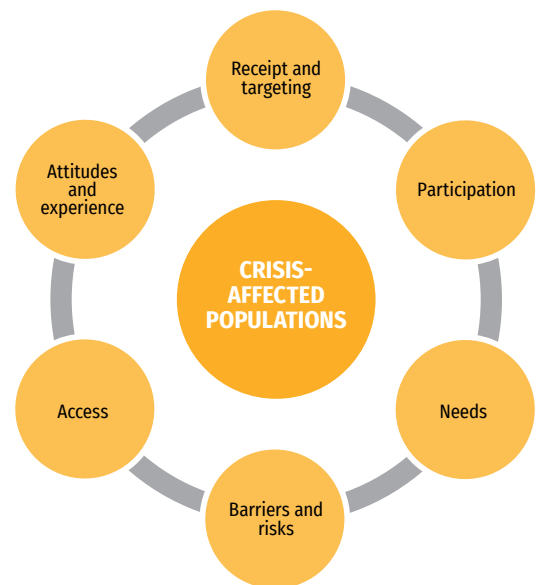 Receipt and
targeting
Participation
Needs
Barriers and
risks
Access
Attitudes
and
experience
CRISIS-
AFFECTED
POPULATIONS